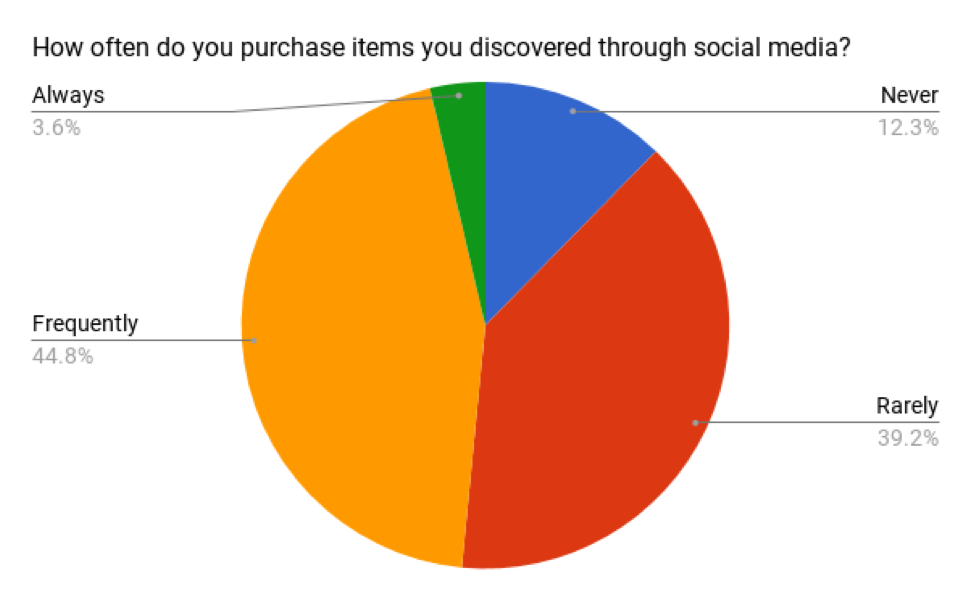 How often do you purchase items you discovered through social media?
Always
3.6%
Never
12.3%
Frequently
44.8%
Rarely
39.2%